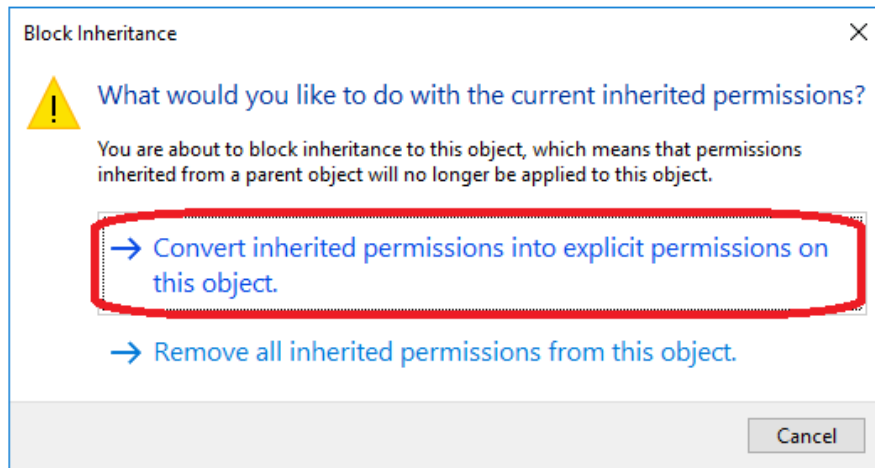 Block Inheritance
What would you like to do with the current inherited permissions?
You are about to block inheritance to this object, which means that permissions
inherited from a parent object will no longer be applied to this object.
Convert inherited permissions into explicit permissions on
this object.
Remove all inherited permissions from this object.
Cancel